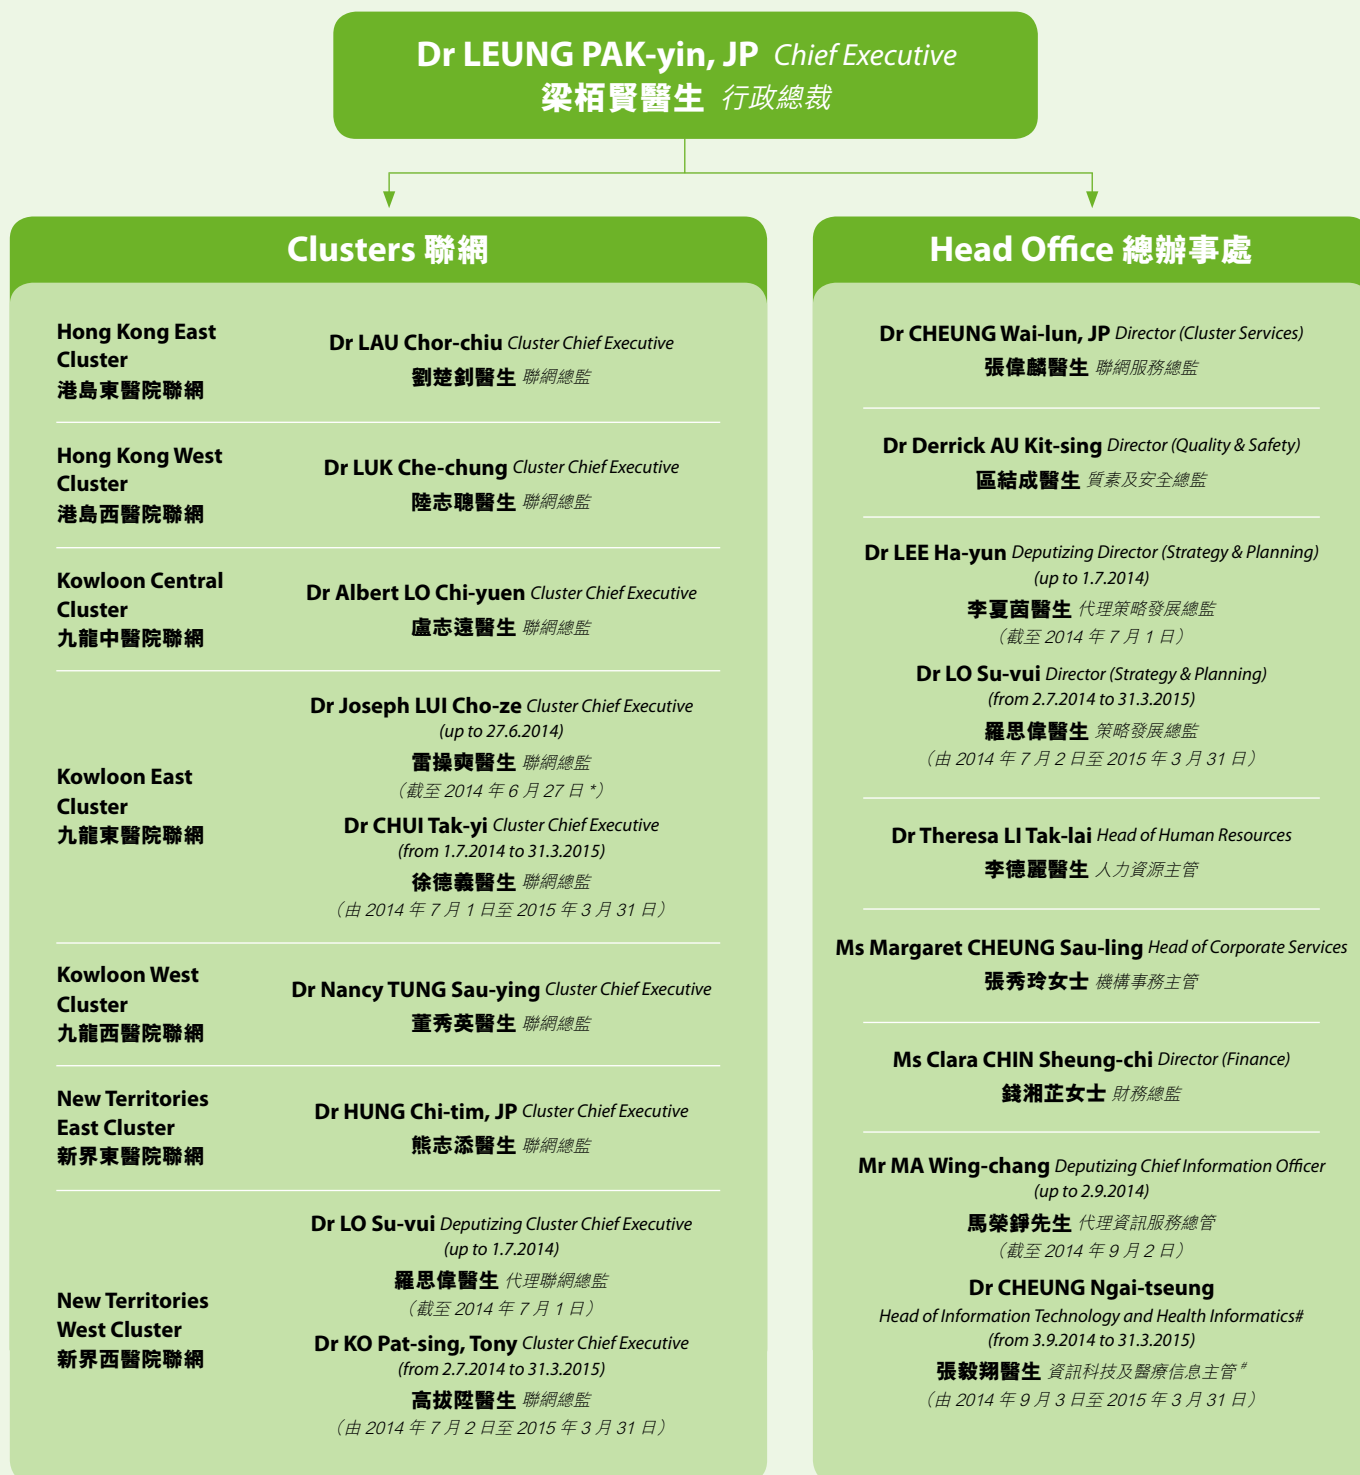 Dr LEUNG PAK-yin, JP Chief Executive
梁栢賢醫生 行政總裁
Clusters 聯網
Hong Kong East
Cluster
港島東醫院聯網
Dr LAU Chor-chiu Cluster Chief Executive
劉楚釗醫生 聯網總監
Hong Kong West
Cluster
港島西醫院聯網
Dr LUK Che-chung Cluster Chief Executive
陸志聰醫生 聯網總監
Kowloon Central
Cluster
九龍中醫院聯網
Dr Albert LO Chi-yuen Cluster Chief Executive
盧志遠醫生 聯網總監
Kowloon East
Cluster
九龍東醫院聯網
Dr Joseph LUI Cho-ze Cluster Chief Executive
(up to 27.6.2014)
雷操奭醫生 聯網總監
（截至 2014 年 6 月 27 日 *）
Dr CHUI Tak-yi Cluster Chief Executive
(from 1.7.2014 to 31.3.2015)
徐德義醫生 聯網總監
（由 2014 年 7 月 1 日至 2015 年 3 月 31 日）
Kowloon West
Cluster
九龍西醫院聯網
Dr Nancy TUNG Sau-ying Cluster Chief Executive
董秀英醫生 聯網總監
New Territories
East Cluster
新界東醫院聯網
Dr HUNG Chi-tim, JP Cluster Chief Executive
熊志添醫生 聯網總監
New Territories
West Cluster
新界西醫院聯網
Dr LO Su-vui Deputizing Cluster Chief Executive
(up to 1.7.2014)
羅思偉醫生 代理聯網總監
（截至 2014 年 7 月 1 日）
Dr KO Pat-sing, Tony Cluster Chief Executive
(from 2.7.2014 to 31.3.2015)
高拔陞醫生 聯網總監
（由 2014 年 7 月 2 日至 2015 年 3 月 31 日）
Head Office 總辦事處
Dr CHEUNG Wai-lun, JP Director (Cluster Services)
張偉麟醫生 聯網服務總監
Dr Derrick AU Kit-sing Director (Quality & Safety)
區結成醫生 質素及安全總監
Dr LEE Ha-yun Deputizing Director (Strategy & Planning)
(up to 1.7.2014)
李夏茵醫生 代理策略發展總監
（截至 2014 年 7 月 1 日）
Dr LO Su-vui Director (Strategy & Planning)
(from 2.7.2014 to 31.3.2015)
羅思偉醫生 策略發展總監
（由 2014 年 7 月 2 日至 2015 年 3 月 31 日）
Dr Theresa LI Tak-lai Head of Human Resources
李德麗醫生 人力資源主管
Ms Margaret CHEUNG Sau-ling Head of Corporate Services
張秀玲女士 機構事務主管
Ms Clara CHIN Sheung-chi Director (Finance)
錢湘芷女士 財務總監
Mr MA Wing-chang Deputizing Chief Information Officer
(up to 2.9.2014)
馬榮錚先生 代理資訊服務總管
（截至 2014 年 9 月 2 日）
Dr CHEUNG Ngai-tseung
Head of Information Technology and Health Informatics#
(from 3.9.2014 to 31.3.2015)
張毅翔醫生 資訊科技及醫療信息主管#
（由 2014 年 9 月 3 日至 2015 年 3 月 31 日）